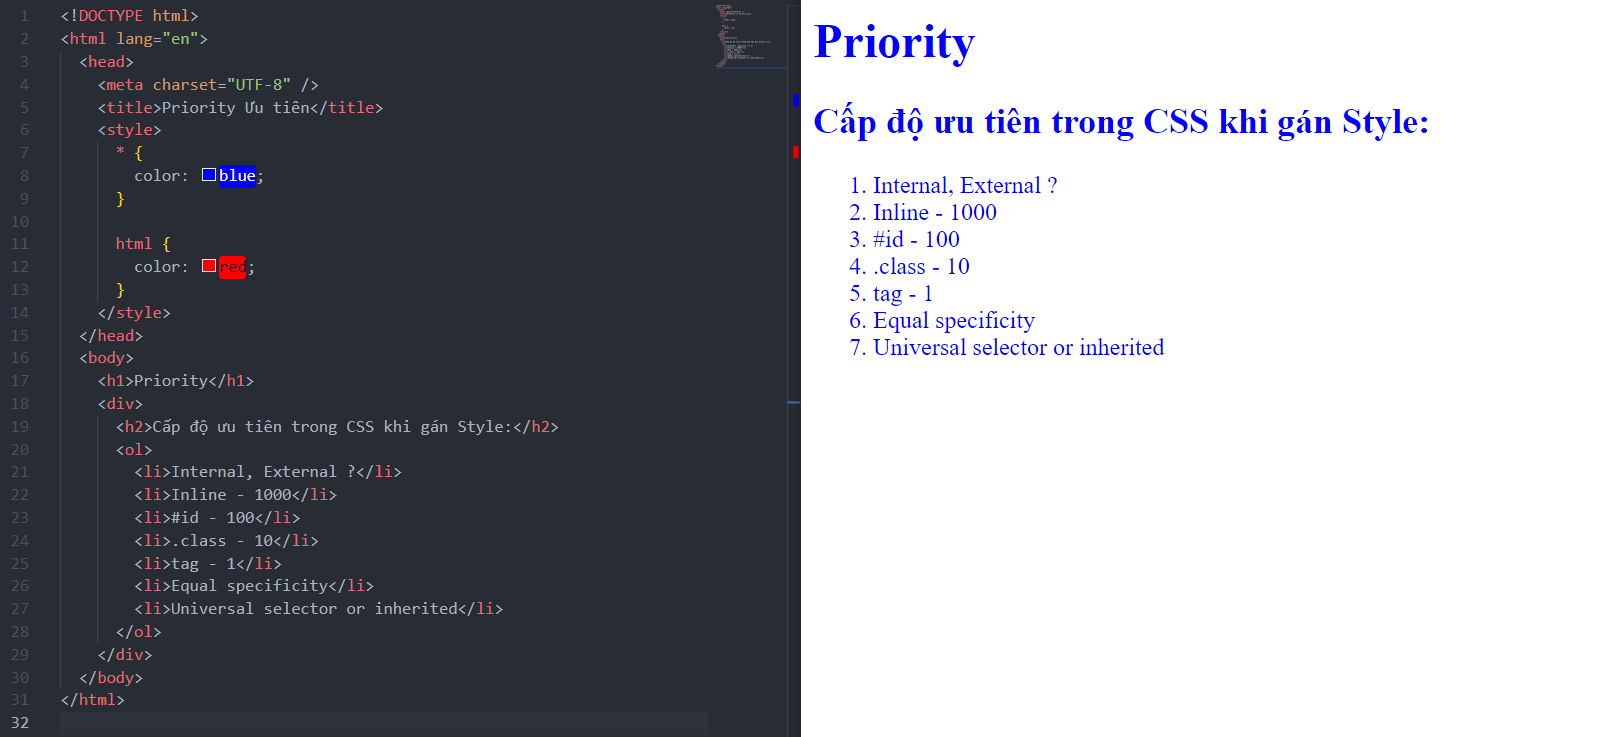 1 <!DOCTYPE html>
2 <html lang="en">
3 <head>
4 <meta charset="UTF-8" />
5 <title>Priority Ưu tiên</title>
6 <style>
7 * {
8 color: blue;
9 }
10
11 html {
12 color: red;
13 }
14 </style>
15 </head>
16 <body>
17 <h1>Priority</h1>
18 <div>
19 <h2>Cấp độ ưu tiên trong CSS khi gán Style:</h2>
20 <ol>
21 <li>Internal, External ?</li>
22 <li>Inline - 1000</li>
23 <li>#id - 100</li>
24 <li>.class - 10</li>
25 <li>tag - 1</li>
26 <li>Equal specificity</li>
27 <li>Universal selector or inherited</li>
28 </ol>
29 </div>
30 </body>
31 </html>
32
Priority
Cấp độ ưu tiên trong CSS khi gán Style:
1. Internal, External ?
2. Inline - 1000
3. #id - 100
4. .class - 10
5. tag - 1
6. Equal specificity
7. Universal selector or inherited